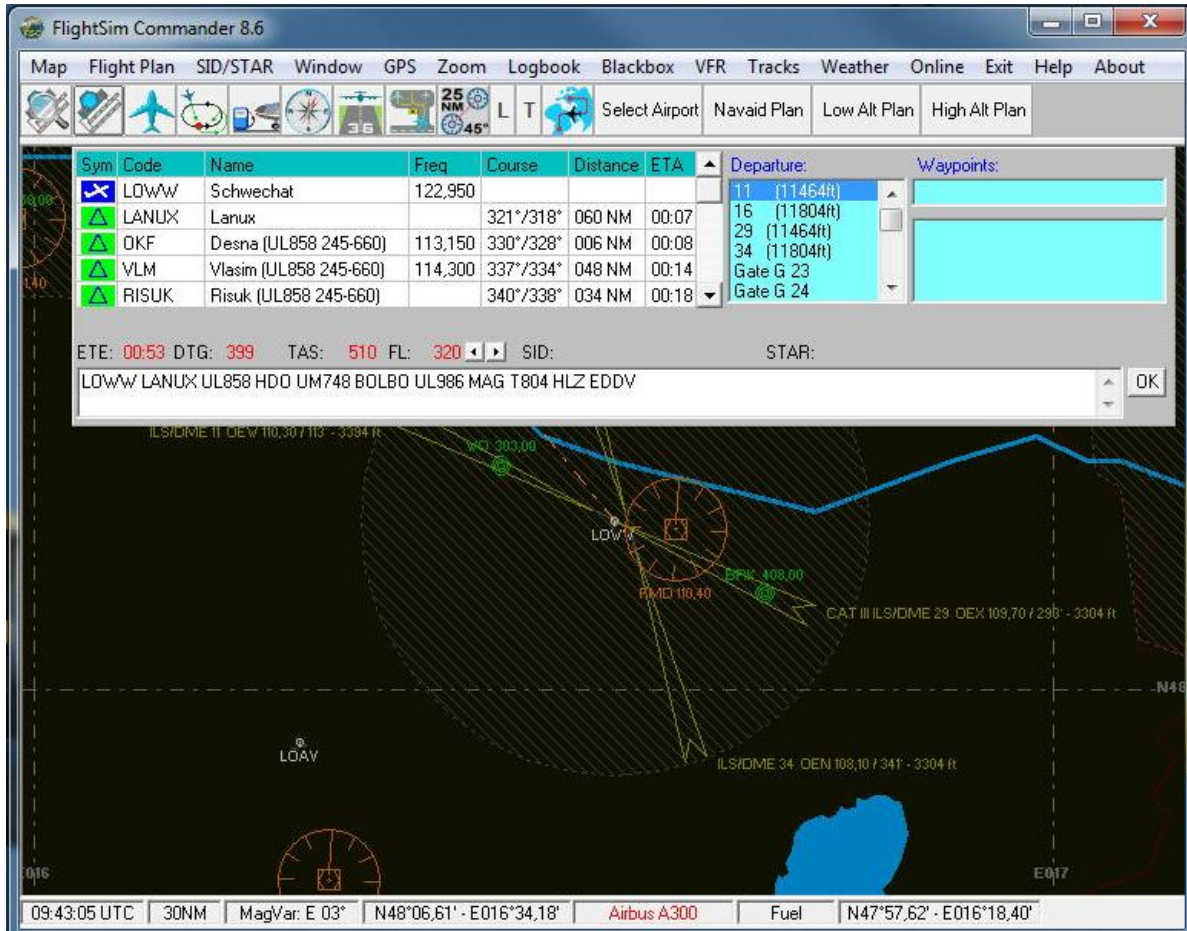 FlightSim Commander 8.6
Map Flight Plan SID/STAR Window GPS Zoom Logbook Blackbox VFR Tracks Weather Online Exit Help About
36 25 NM 45° L T Select Airport Navaid Plan Low Alt Plan High Alt Plan
Sym Code Name Freq Course Distance ETA Departure: Waypoints:
LOWW Schwechat 122,950 11 (11464ft)
LANUX Lanux 321°/318° 060 NM 00:07 16 (11804ft)
OKF Desna (UL858 245-660) 113,150 330°/328° 006 NM 00:08 29 (11464ft)
VLM Vlasim (UL858 245-660) 114,300 337°/334° 048 NM 00:14 34 (11804ft)
Gate G 23
RISUK Risuk (UL858 245-660) 340°/338° 034 NM 00:18 Gate G 24
ETE: 00:53 DTG: 399 TAS: 510 FL: 320 SID: STAR:
LOWW LANUX UL858 HDO UM748 BOLBO UL986 MAG T804 HLZ EDDV OK
ILS/DME 11 OEW 110,30 / 113° - 3394 ft
WO 303,00
LOWW
BRK 408,00
110,40
CAT III ILS/DME 29 OEX 109,70 / 293° - 3304 ft
N48
LOAV
ILS/DME 34 OEN 108,10 / 341° - 3304 ft
E016 E017
09:43:05 UTC 30NM MagVar: E 03° N48°06,61' - E016°34,18' Airbus A300 Fuel N47°57,62' - E016°18,40'